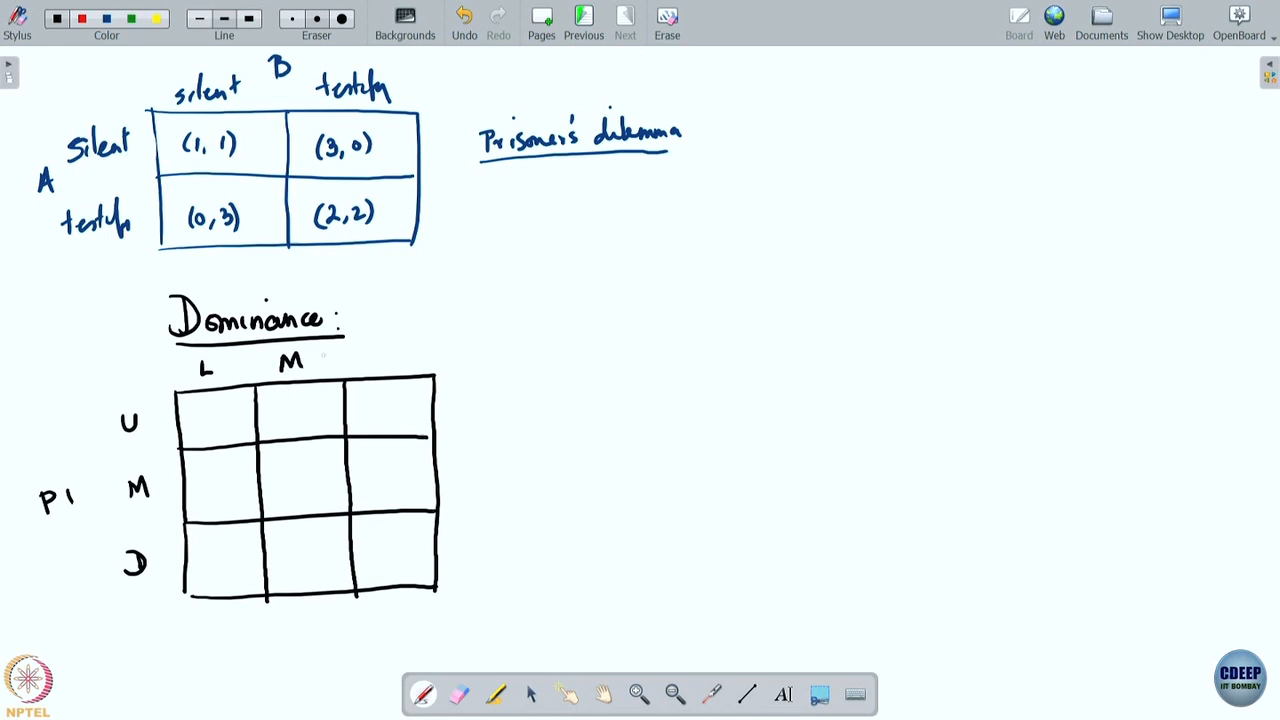 Stylus Color Line Eraser Backgrounds Undo Redo Pages Previous Next Erase Board Web Documents Show Desktop OpenBoard
B
silent testify
Silent (1, 1) (3, 0) Prisoner's dilemma
A
testify (0, 3) (2, 2)
Dominance:
L M
U
P1 M
D
NPTEL
CDEEP
IIT BOMBAY